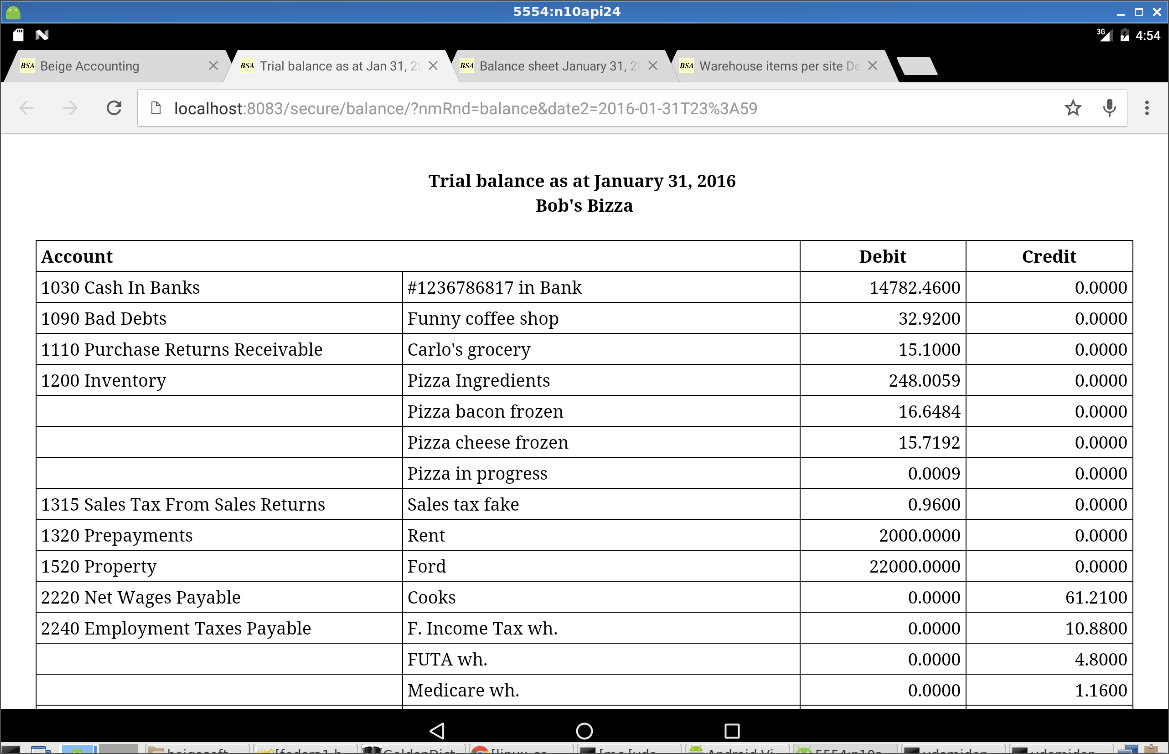 5554:n10api24
3G 4:54
BSA Beige Accounting
BSA Trial balance as at Jan 31, 2
BSA Balance sheet January 31, 2
BSA Warehouse items per site De
localhost:8083/secure/balance/?nmRnd=balance&date2=2016-01-31T23%3A59
Trial balance as at January 31, 2016
Bob's Bizza
Account Debit Credit
1030 Cash In Banks #1236786817 in Bank 14782.4600 0.0000
1090 Bad Debts Funny coffee shop 32.9200 0.0000
1110 Purchase Returns Receivable Carlo's grocery 15.1000 0.0000
1200 Inventory Pizza Ingredients 248.0059 0.0000
Pizza bacon frozen 16.6484 0.0000
Pizza cheese frozen 15.7192 0.0000
Pizza in progress 0.0009 0.0000
1315 Sales Tax From Sales Returns Sales tax fake 0.9600 0.0000
1320 Prepayments Rent 2000.0000 0.0000
1520 Property Ford 22000.0000 0.0000
2220 Net Wages Payable Cooks 0.0000 61.2100
2240 Employment Taxes Payable F. Income Tax wh. 0.0000 10.8800
FUTA wh. 0.0000 4.8000
Medicare wh. 0.0000 1.1600